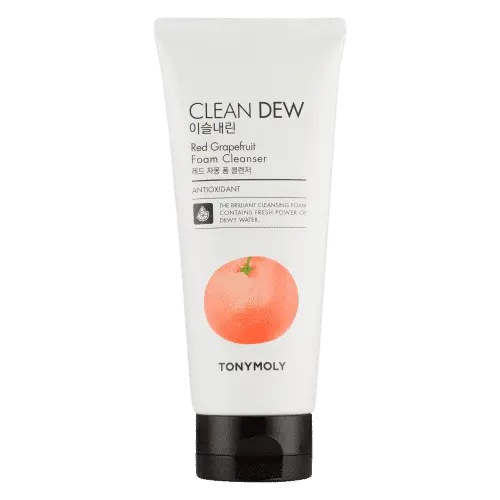 CLEAN DEW
이슬내린
Red Grapefruit
Foam Cleanser
레드 자몽 폼 클렌저
ANTIOXIDANT
THE BRILLIANT CLEANSING FOAM
CONTAINS FRESH POWER OF
DEWY WATER.
TONYMOLY